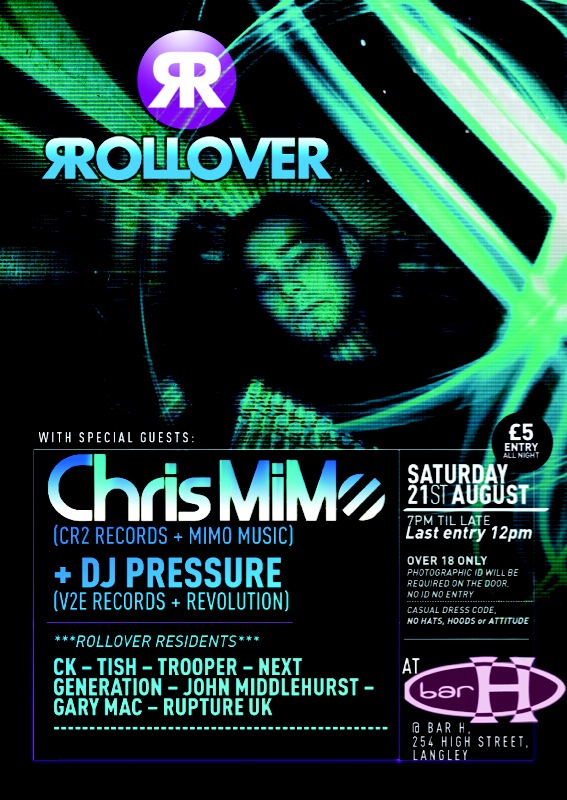 RR
RROLLOVER
WITH SPECIAL GUESTS:
Chris MiMo
(CR2 RECORDS + MIMO MUSIC)
+ DJ PRESSURE
(V2E RECORDS + REVOLUTION)
***ROLLOVER RESIDENTS***
CK – TISH – TROOPER – NEXT
GENERATION – JOHN MIDDLEHURST –
GARY MAC – RUPTURE UK
£5
ENTRY
ALL NIGHT
SATURDAY
21ST AUGUST
7PM TIL LATE
Last entry 12pm
OVER 18 ONLY
PHOTOGRAPHIC ID WILL BE
REQUIRED ON THE DOOR,
NO ID NO ENTRY
CASUAL DRESS CODE,
NO HATS, HOODS or ATTITUDE
AT
bar H
@ BAR H,
254 HIGH STREET,
LANGLEY